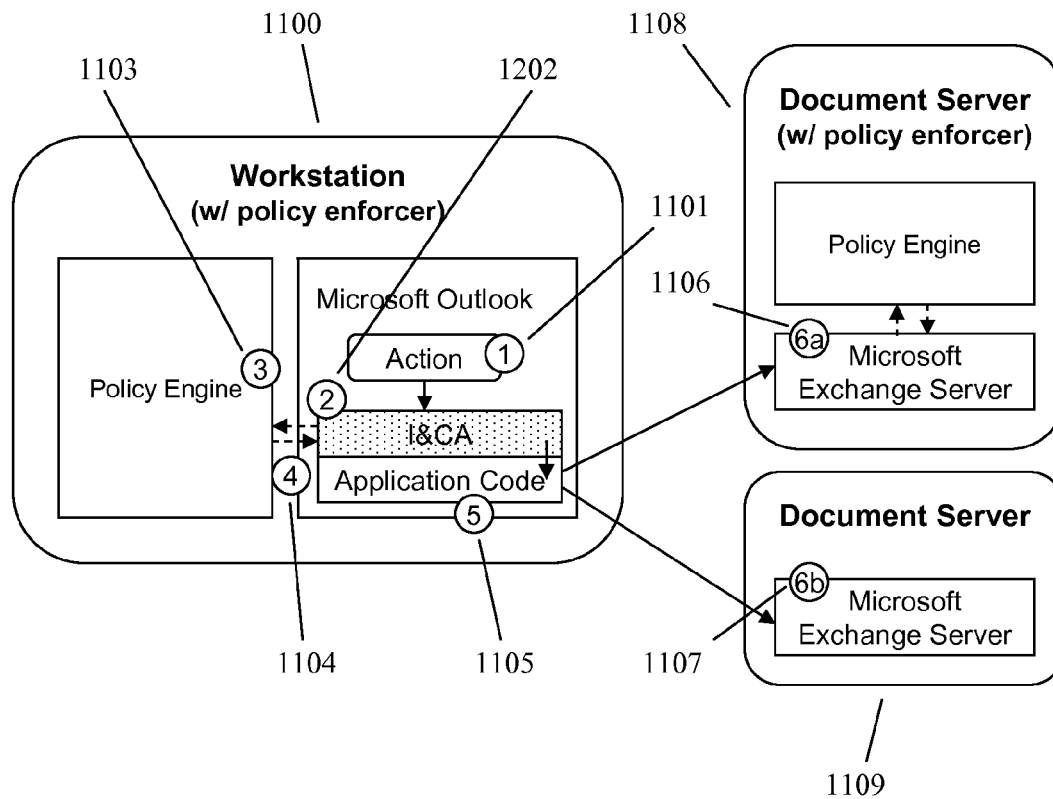 1100
1108
1103
1202
Document Server
(w/ policy enforcer)
Workstation
(w/ policy enforcer)
1101
Policy Engine
Microsoft Outlook
1106
Action
1
6a
Microsoft
Exchange Server
Policy Engine
3
2
I&CA
4
Application Code
5
Document Server
6b
Microsoft
Exchange Server
1104
1105
1107
1109